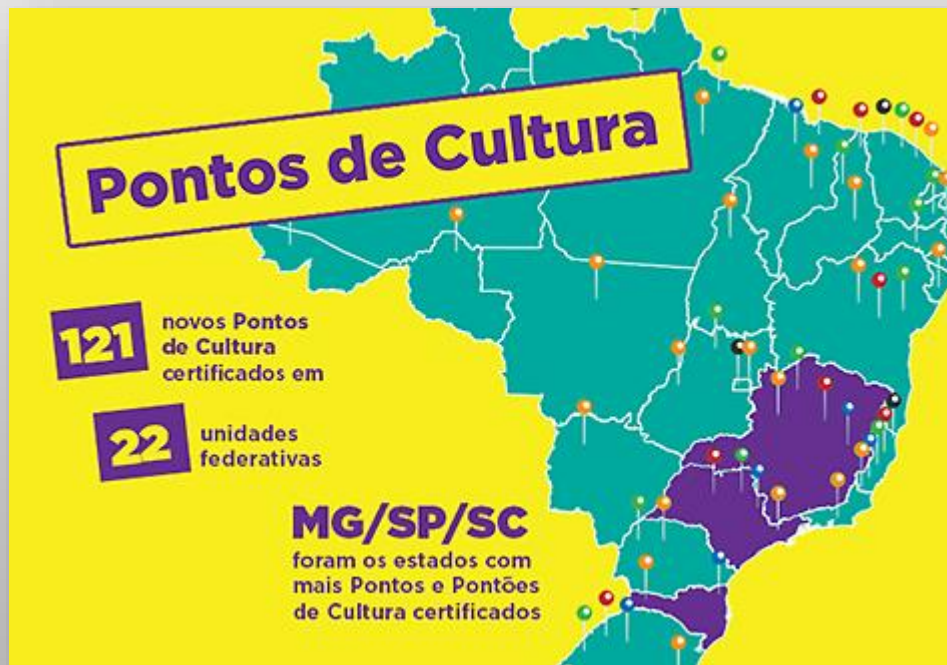 Pontos de Cultura
121
novos Pontos
de Cultura
certificados em
22
unidades
federativas
MG/SP/SC
foram os estados com
mais Pontos e Pontões
de Cultura certificados